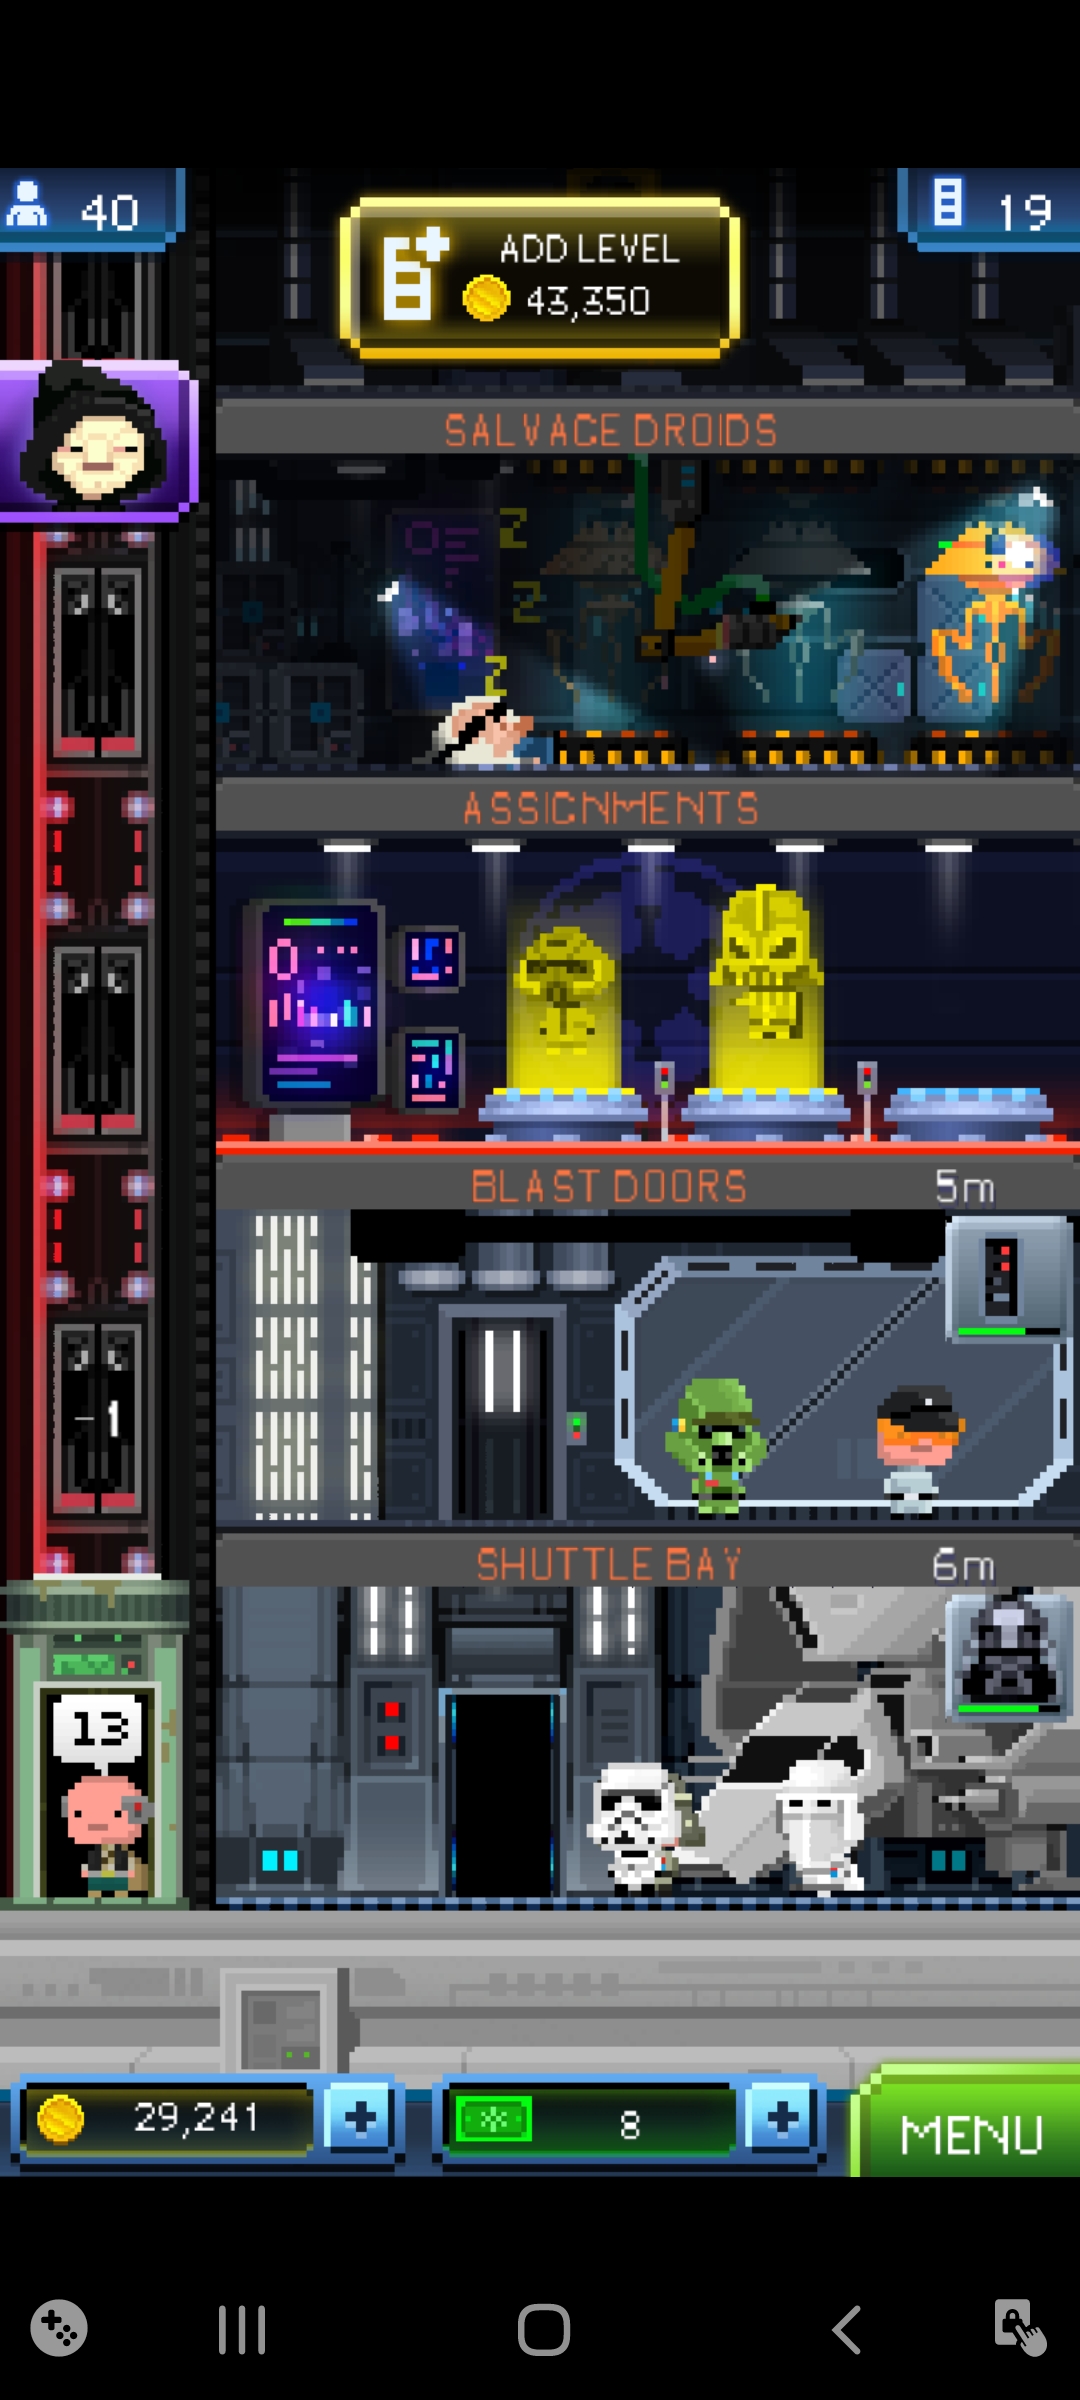 40
ADD LEVEL
43,350
19
SALVAGE DROIDS
Z
Z
Z
ASSIGNMENTS
BLAST DOORS
5m
-1
SHUTTLE BAY
6m
13
29,241
8
MENU